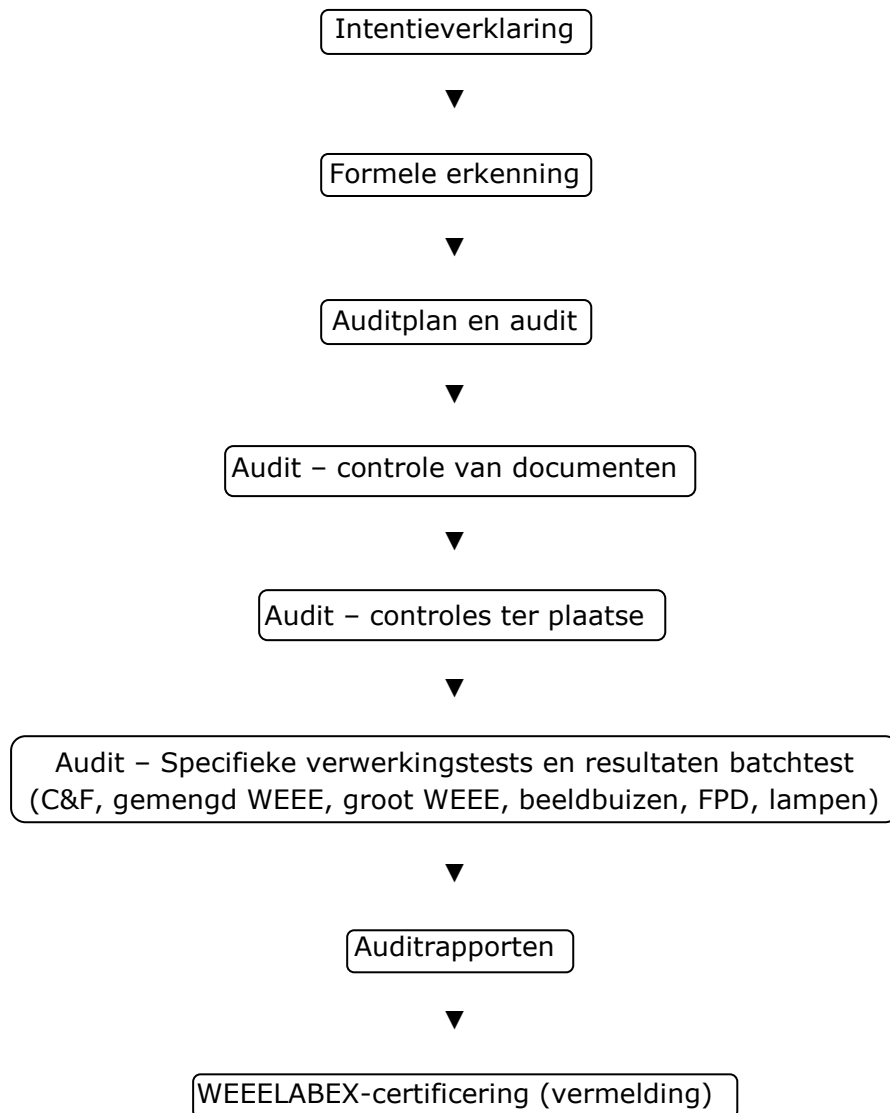 Intentieverklaring
▼
Formele erkenning
▼
Auditplan en audit
▼
Audit – controle van documenten
▼
Audit – controles ter plaatse
▼
Audit – Specifieke verwerkingstests en resultaten batchtest
(C&F, gemengd WEEE, groot WEEE, beeldbuizen, FPD, lampen)
▼
Auditrapporten
▼
WEEELABEX-certificering (vermelding)